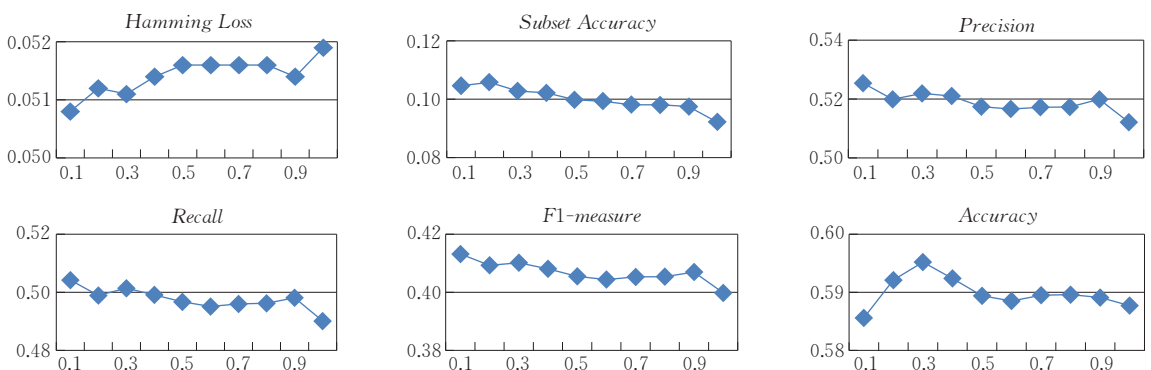 Hamming Loss
0.052
0.051
0.050
0.1 0.3 0.5 0.7 0.9
Subset Accuracy
0.12
0.10
0.08
0.1 0.3 0.5 0.7 0.9
Precision
0.54
0.52
0.50
0.1 0.3 0.5 0.7 0.9
Recall
0.52
0.50
0.48
0.1 0.3 0.5 0.7 0.9
F1-measure
0.42
0.40
0.38
0.1 0.3 0.5 0.7 0.9
Accuracy
0.60
0.59
0.58
0.1 0.3 0.5 0.7 0.9